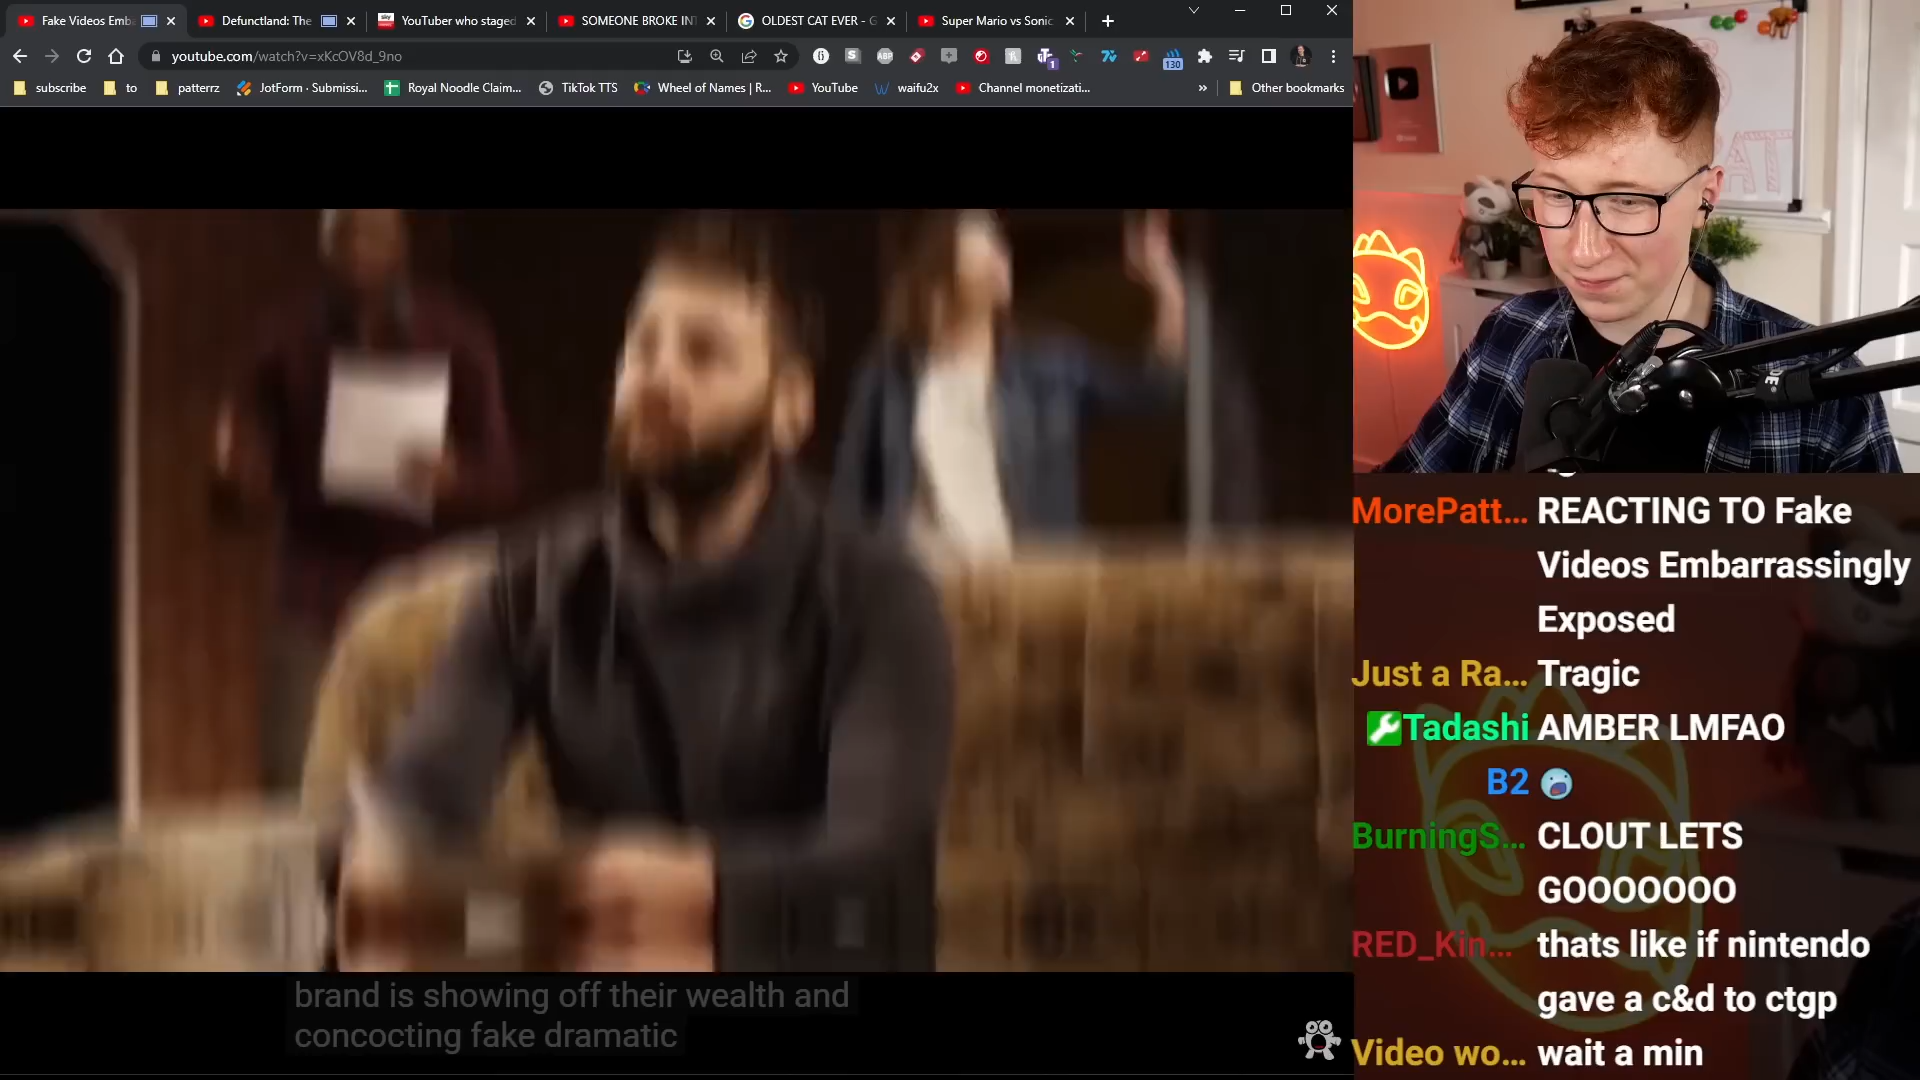 Fake Videos Emba
Defunctland: The
YouTuber who staged
SOMEONE BROKE IN
OLDEST CAT EVER - G
Super Mario vs Sonic
youtube.com/watch?v=xKcOV8d_9no
130
subscribe
to
patterrz
JotForm · Submissi...
Royal Noodle Claim...
TikTok TTS
Wheel of Names | R...
YouTube
waifu2x
Channel monetizati...
»
Other bookmarks
brand is showing off their wealth and
concocting fake dramatic
MorePatt... REACTING TO Fake
Videos Embarrassingly
Exposed
Just a Ra... Tragic
Tadashi AMBER LMFAO
B2
BurningS... CLOUT LETS
GOOOOOOO
RED_Kin... thats like if nintendo
gave a c&d to ctgp
Video wo... wait a min